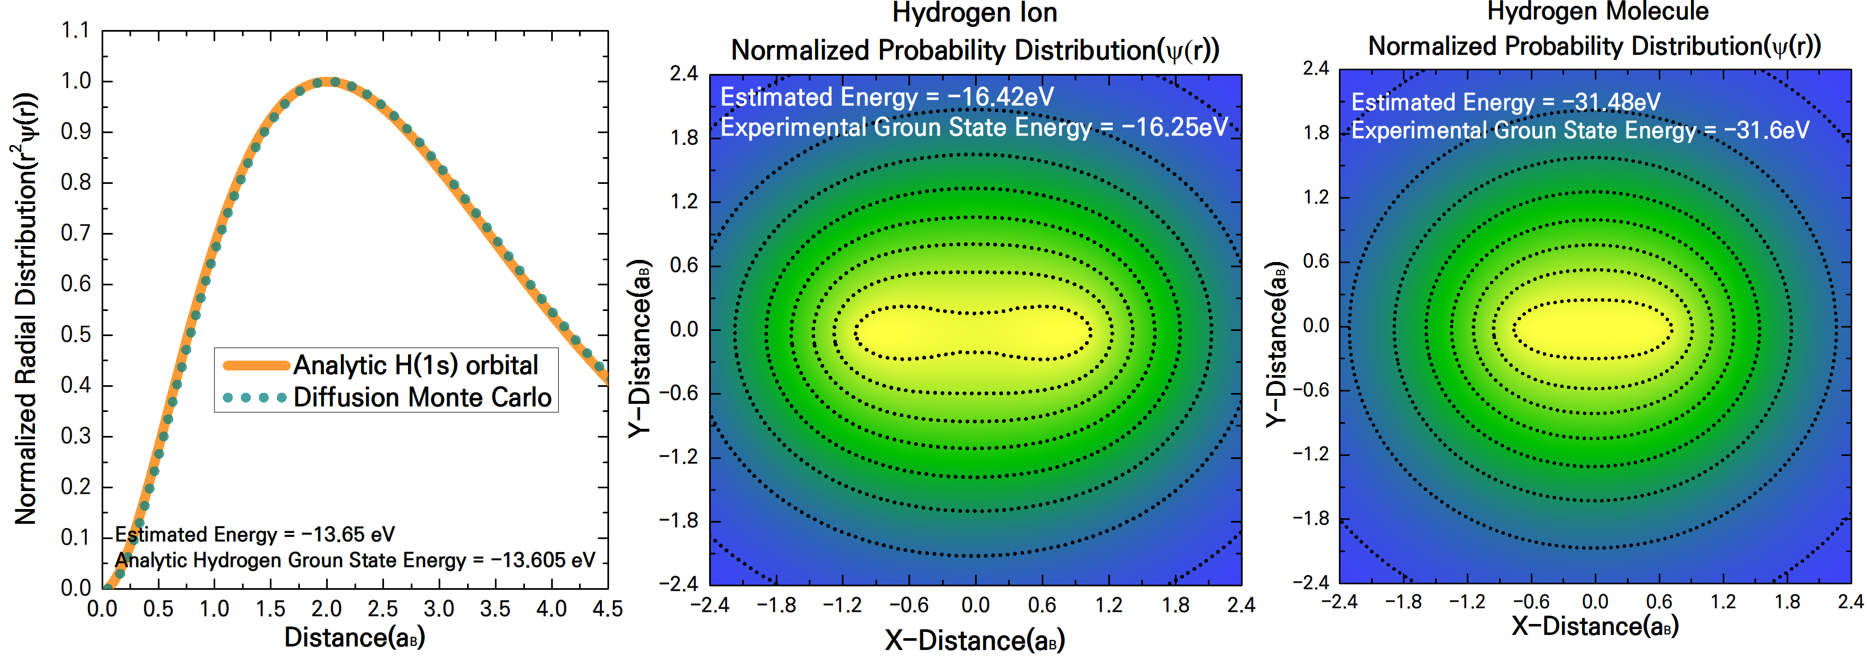 1.1
1.0
0.9
0.8
0.7
0.6
0.5
0.4
0.3
0.2
0.1
0.0
Normalized Radial Distribution(r²ψ(r))
Analytic H(1s) orbital
Diffusion Monte Carlo
Estimated Energy = −13.65 eV
Analytic Hydrogen Groun State Energy = −13.605 eV
0.0 0.5 1.0 1.5 2.0 2.5 3.0 3.5 4.0 4.5
Distance(aB)
Hydrogen Ion
Normalized Probability Distribution(ψ(r))
Estimated Energy = −16.42eV
Experimental Groun State Energy = −16.25eV
2.4
1.8
1.2
0.6
0.0
−0.6
−1.2
−1.8
−2.4
Y−Distance(aB)
−2.4 −1.8 −1.2 −0.6 0.0 0.6 1.2 1.8 2.4
X−Distance(aB)
Hydrogen Molecule
Normalized Probability Distribution(ψ(r))
Estimated Energy = −31.48eV
Experimental Groun State Energy = −31.6eV
2.4
1.8
1.2
0.6
0.0
−0.6
−1.2
−1.8
−2.4
Y−Distance(aB)
−2.4 −1.8 −1.2 −0.6 0.0 0.6 1.2 1.8 2.4
X−Distance(aB)